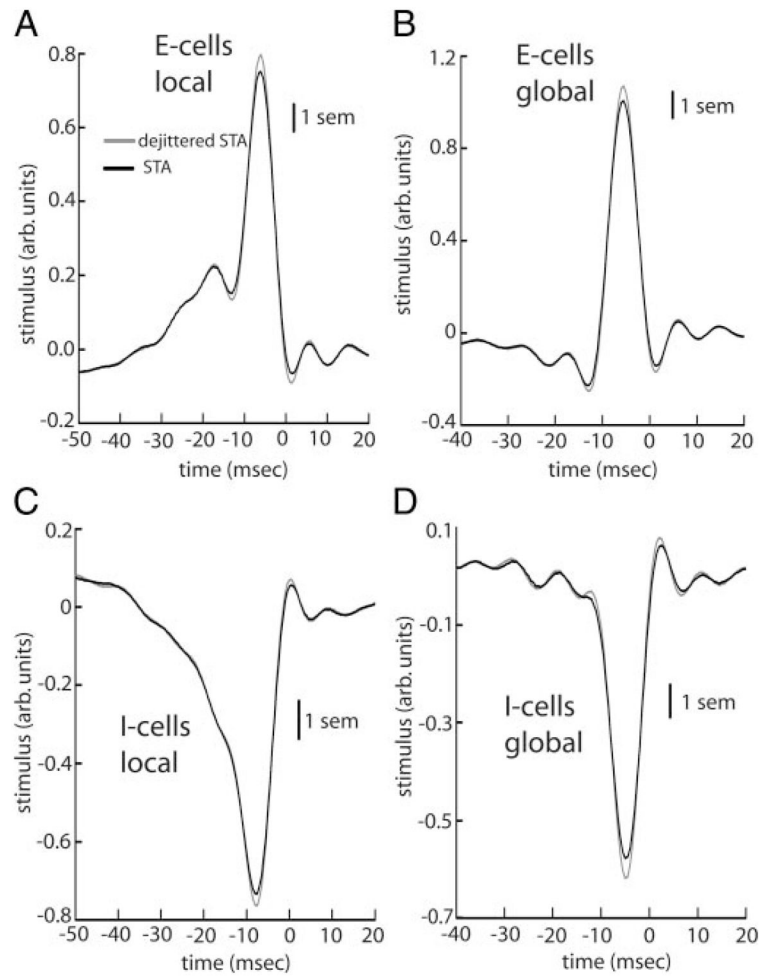 A
E-cells
local
0.8
0.6
0.4
0.2
0.0
-0.2
1 sem
dejittered STA
STA
stimulus (arb. units)
-50 -40 -30 -20 -10 0 10 20
time (msec)
B
E-cells
global
1.2
0.8
0.4
0
-0.4
1 sem
stimulus (arb. units)
-40 -30 -20 -10 0 10 20
time (msec)
C
0.2
0
-0.2
-0.4
-0.6
-0.8
I-cells
local
1 sem
stimulus (arb. units)
-50 -40 -30 -20 -10 0 10 20
time (msec)
D
0.1
-0.1
-0.3
-0.5
-0.7
I-cells
global
1 sem
stimulus (arb. units)
-40 -30 -20 -10 0 10 20
time (msec)